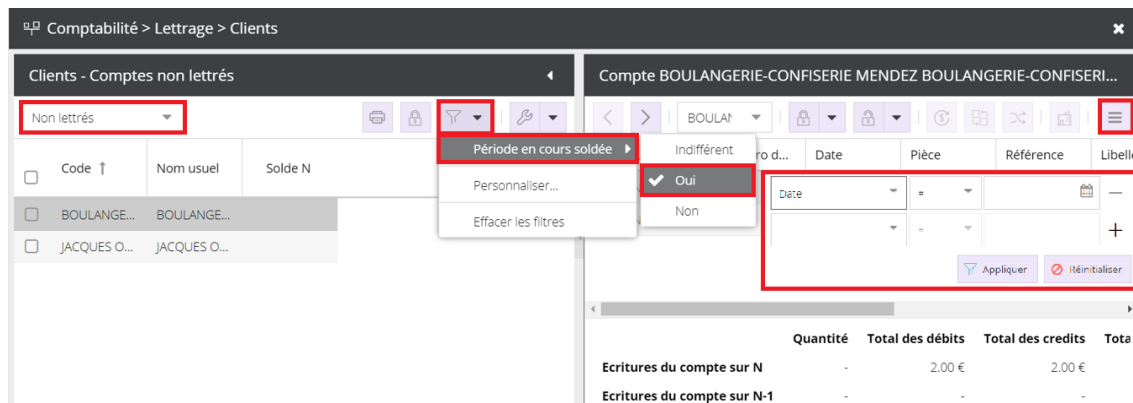 Comptabilité > Lettrage > Clients
Clients - Comptes non lettrés
Non lettrés
Code ↑ Nom usuel Solde N
BOULANGE... BOULANGE...
JACQUES O... JACQUES O...
Période en cours soldée
Personnaliser...
Effacer les filtres
Indifférent
Oui
Non
Compte BOULANGERIE-CONFISERIE MENDEZ BOULANGERIE-CONFISERI...
BOULAN
ro d... Date Pièce Référence Libellé
Date =
=
Appliquer Réinitialiser
Quantité Total des débits Total des credits Tota
Ecritures du compte sur N - 2.00 € 2.00 €
Ecritures du compte sur N-1 - - -